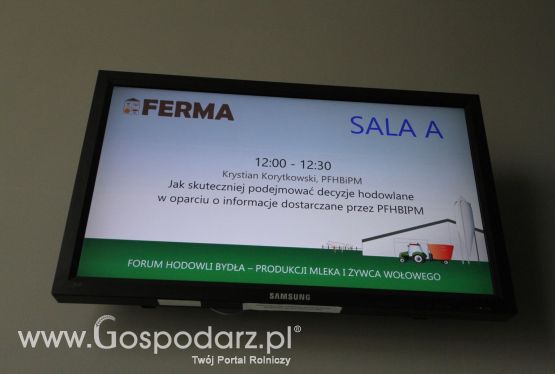 FERMA
SALA A
12:00 - 12:30
Krystian Korytkowski, PFHBiPM
Jak skuteczniej podejmować decyzje hodowlane
w oparciu o informacje dostarczane przez PFHBIPM
FORUM HODOWLI BYDŁA – PRODUKCJI MLEKA I ŻYWCA WOŁOWEGO
SAMSUNG
www.Gospodarz.pl®
Twój Portal Rolniczy